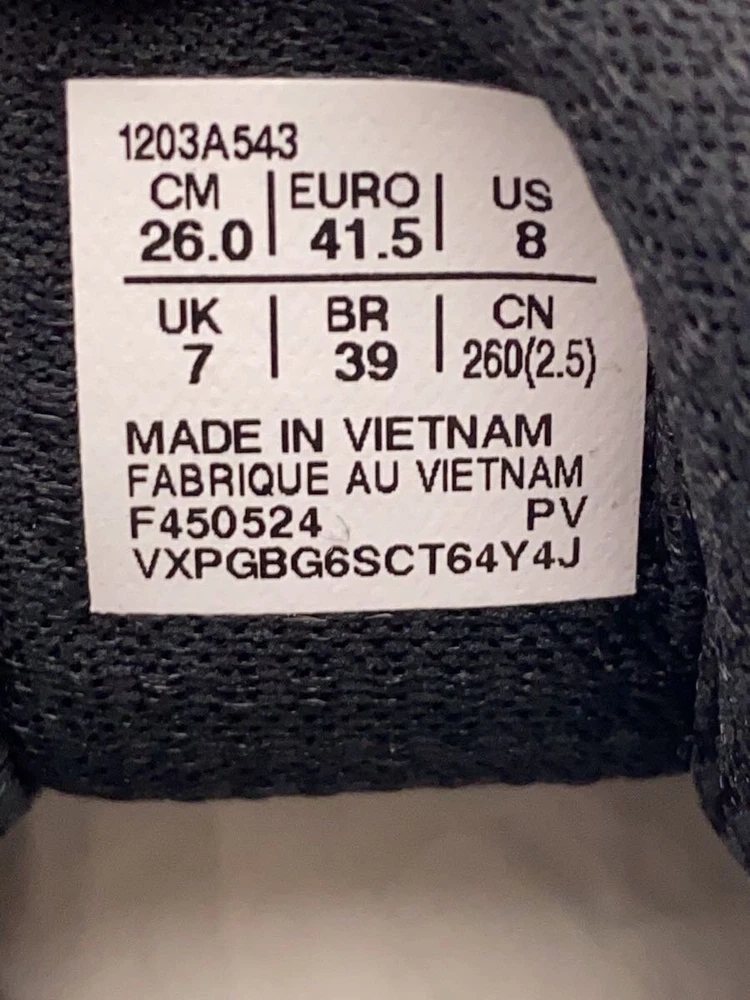 1203A543
CM | EURO | US
26.0 | 41.5 | 8
UK | BR | CN
7 | 39 | 260(2.5)
MADE IN VIETNAM
FABRIQUE AU VIETNAM
F450524 PV
VXPGBG6SCT64Y4J